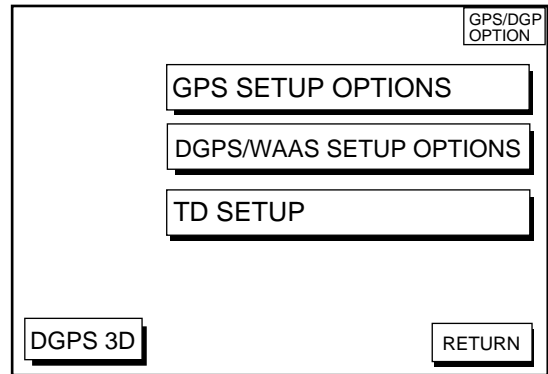 GPS/DGP
OPTION
GPS SETUP OPTIONS
DGPS/WAAS SETUP OPTIONS
TD SETUP
DGPS 3D
RETURN